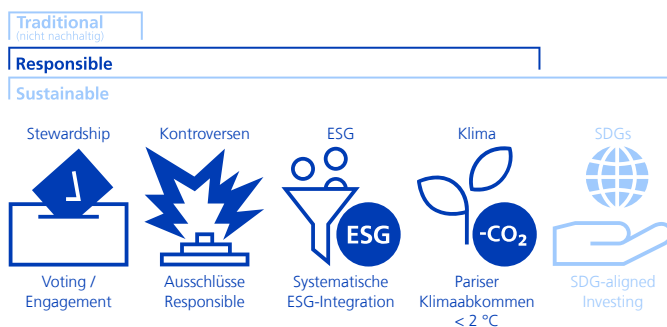 Traditional
(nicht nachhaltig)
Responsible
Sustainable
Stewardship Kontroversen ESG Klima SDGs
ESG -CO₂
Voting / Ausschlüsse Systematische Pariser SDG-aligned
Engagement Responsible ESG-Integration Klimaabkommen Investing
< 2 °C